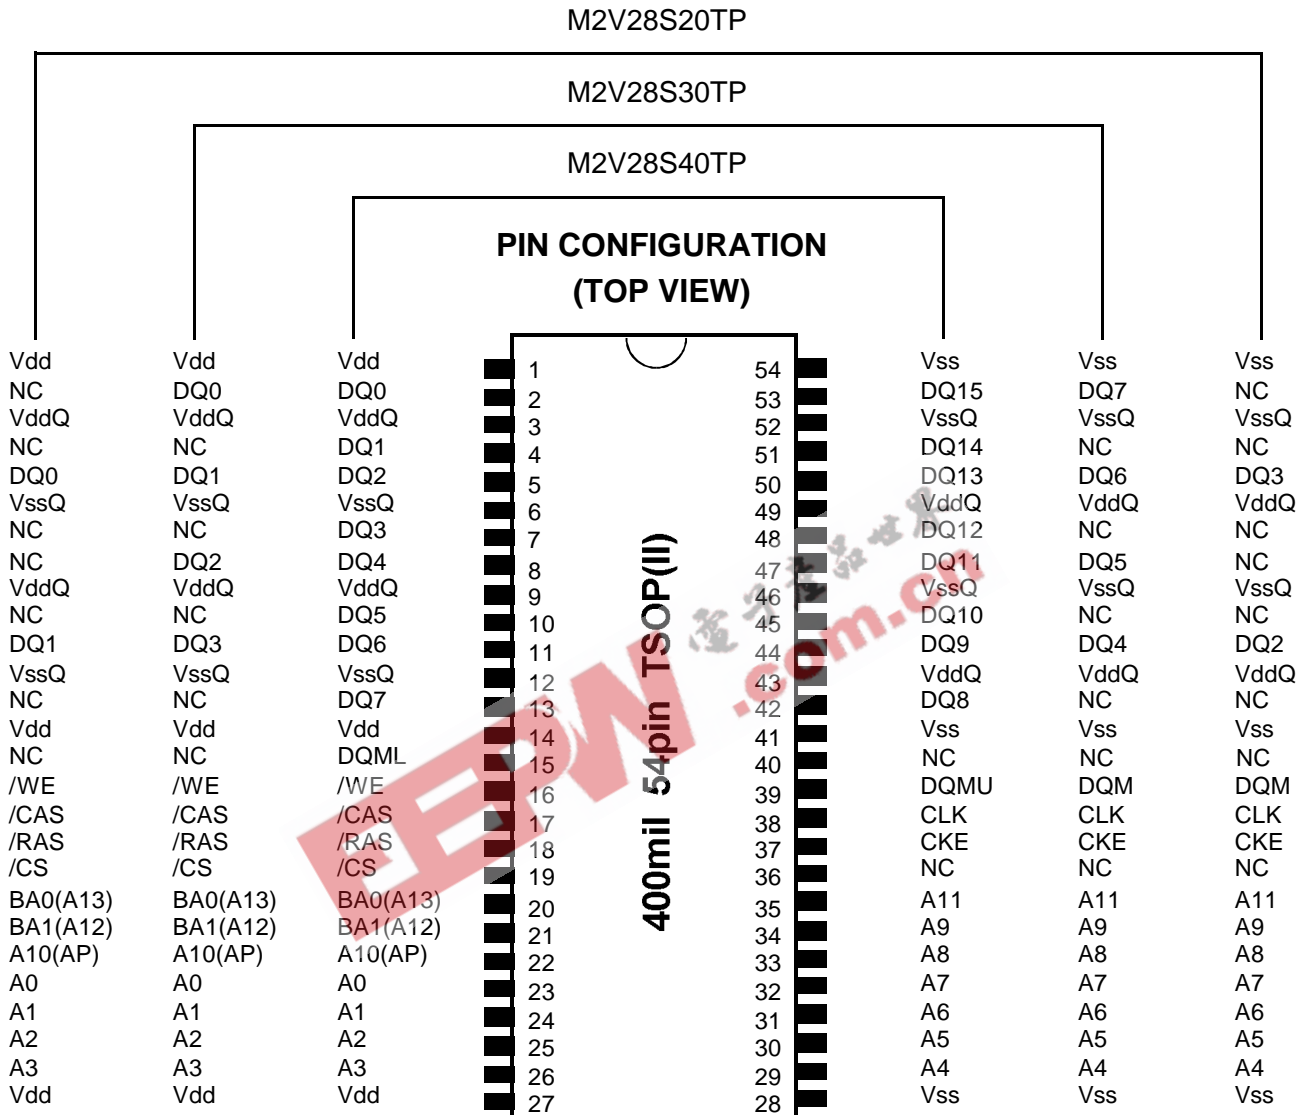 M2V28S20TP
M2V28S30TP
M2V28S40TP
PIN CONFIGURATION
(TOP VIEW)
Vdd Vdd Vdd 1 54 Vss Vss Vss
NC DQ0 DQ0 2 53 DQ15 DQ7 NC
VddQ VddQ VddQ 3 52 VssQ VssQ VssQ
NC NC DQ1 4 51 DQ14 NC NC
DQ0 DQ1 DQ2 5 50 DQ13 DQ6 DQ3
VssQ VssQ VssQ 6 49 VddQ VddQ VddQ
NC NC DQ3 7 48 DQ12 NC NC
NC DQ2 DQ4 8 47 DQ11 DQ5 NC
VddQ VddQ VddQ 9 46 VssQ VssQ VssQ
NC NC DQ5 10 45 DQ10 NC NC
DQ1 DQ3 DQ6 11 44 DQ9 DQ4 DQ2
VssQ VssQ VssQ 12 43 VddQ VddQ VddQ
NC NC DQ7 13 42 DQ8 NC NC
Vdd Vdd Vdd 14 41 Vss Vss Vss
NC NC DQML 15 40 NC NC NC
/WE /WE /WE 16 39 DQMU DQM DQM
/CAS /CAS /CAS 17 38 CLK CLK CLK
/RAS /RAS /RAS 18 37 CKE CKE CKE
/CS /CS /CS 19 36 NC NC NC
BA0(A13) BA0(A13) BA0(A13) 20 35 A11 A11 A11
BA1(A12) BA1(A12) BA1(A12) 21 34 A9 A9 A9
A10(AP) A10(AP) A10(AP) 22 33 A8 A8 A8
A0 A0 A0 23 32 A7 A7 A7
A1 A1 A1 24 31 A6 A6 A6
A2 A2 A2 25 30 A5 A5 A5
A3 A3 A3 26 29 A4 A4 A4
Vdd Vdd Vdd 27 28 Vss Vss Vss
400mil 54pin TSOP(II)
EEPW.com.cn
電子產品世界